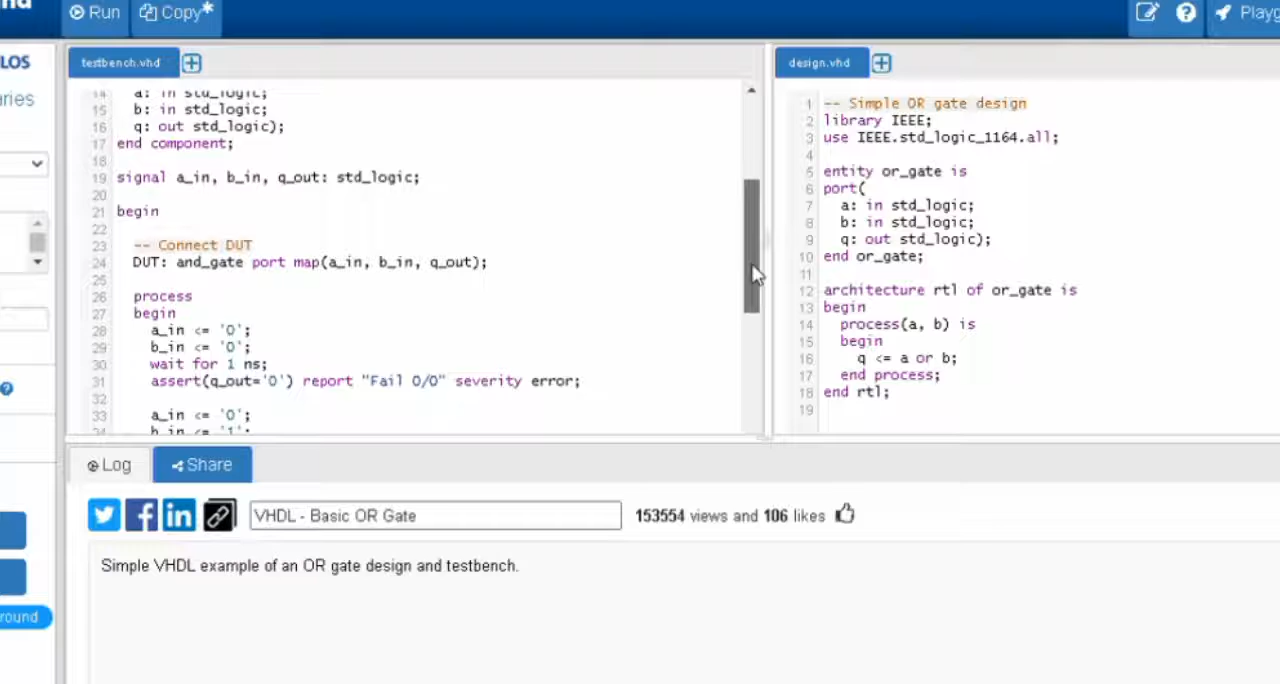 Run
Copy*
Playg
LOS
testbench.vhd
design.vhd
aries
14 a: in std_logic;
15 b: in std_logic;
16 q: out std_logic);
17 end component;
18
19 signal a_in, b_in, q_out: std_logic;
20
21 begin
22
23 -- Connect DUT
24 DUT: and_gate port map(a_in, b_in, q_out);
25
26 process
27 begin
28 a_in <= '0';
29 b_in <= '0';
30 wait for 1 ns;
31 assert(q_out='0') report "Fail 0/0" severity error;
32
33 a_in <= '0';
34 b_in <= '1';
1 -- Simple OR gate design
2 library IEEE;
3 use IEEE.std_logic_1164.all;
4
5 entity or_gate is
6 port(
7 a: in std_logic;
8 b: in std_logic;
9 q: out std_logic);
10 end or_gate;
11
12 architecture rtl of or_gate is
13 begin
14 process(a, b) is
15 begin
16 q <= a or b;
17 end process;
18 end rtl;
19
Log
Share
VHDL - Basic OR Gate
153554 views and 106 likes
Simple VHDL example of an OR gate design and testbench.
round